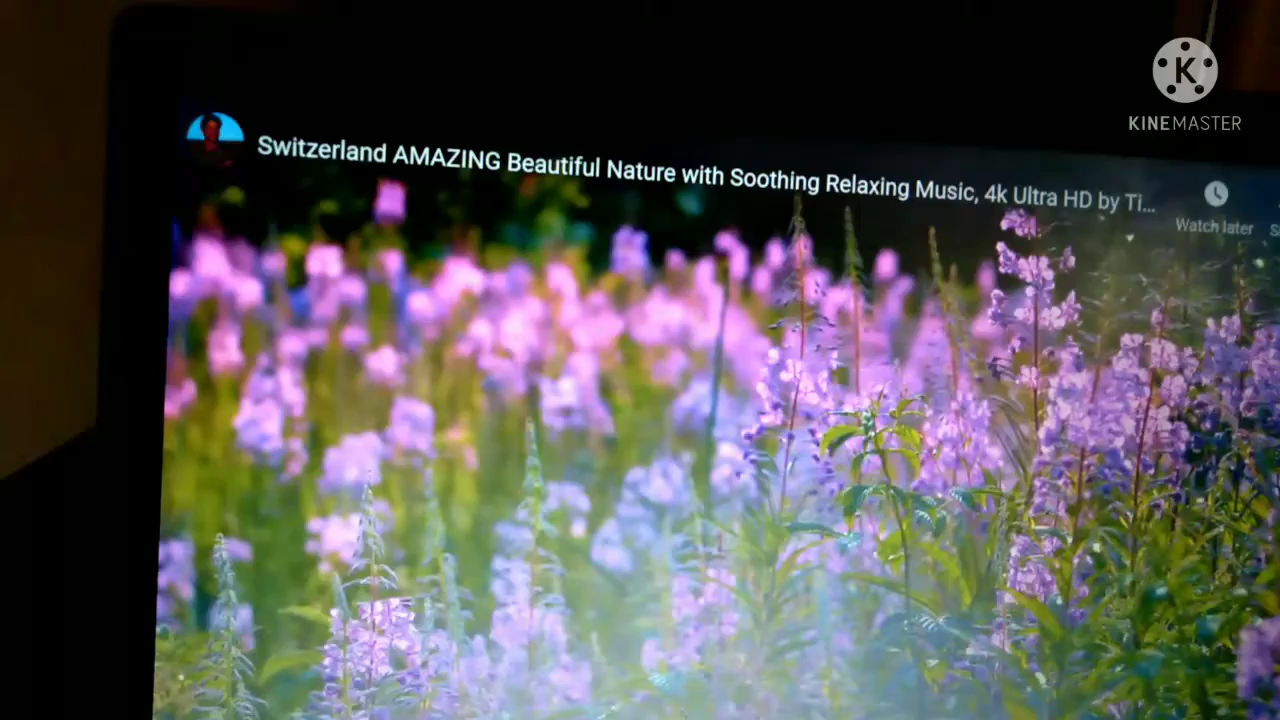 KINEMASTER
Switzerland AMAZING Beautiful Nature with Soothing Relaxing Music, 4k Ultra HD by Ti...
Watch later
S